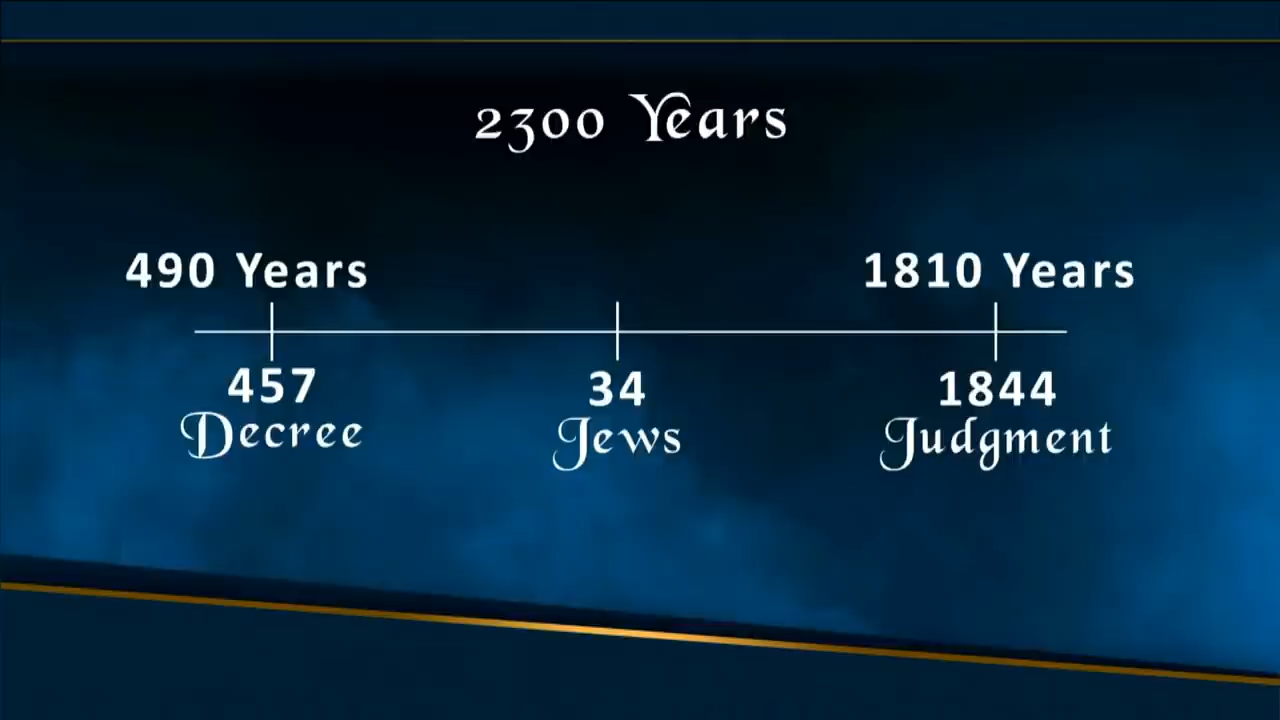 2300 Years
490 Years
1810 Years
457
Decree
34
Jews
1844
Judgment